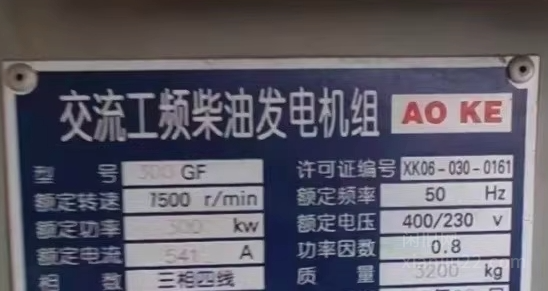 交流工频柴油发电机组 AO KE
型 号 300GF 许可证编号 XK06-030-0161
额定转速 1500 r/min 额定频率 50 Hz
额定功率 300 kw 额定电压 400/230 v
额定电流 541 A 功率因数 0.8
相 数 三相四线 质 量 3200 kg